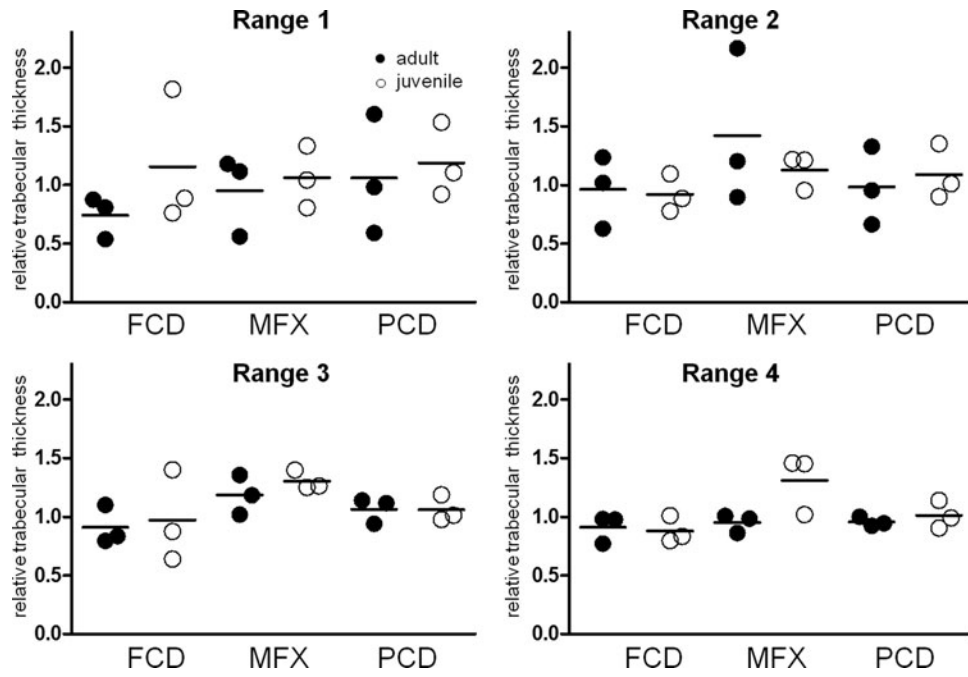 Range 1
relative trabecular thickness
2.0
1.5
1.0
0.5
0.0
adult
juvenile
FCD MFX PCD
Range 2
relative trabecular thickness
2.0
1.5
1.0
0.5
0.0
FCD MFX PCD
Range 3
relative trabecular thickness
2.0
1.5
1.0
0.5
0.0
FCD MFX PCD
Range 4
relative trabecular thickness
2.0
1.5
1.0
0.5
0.0
FCD MFX PCD